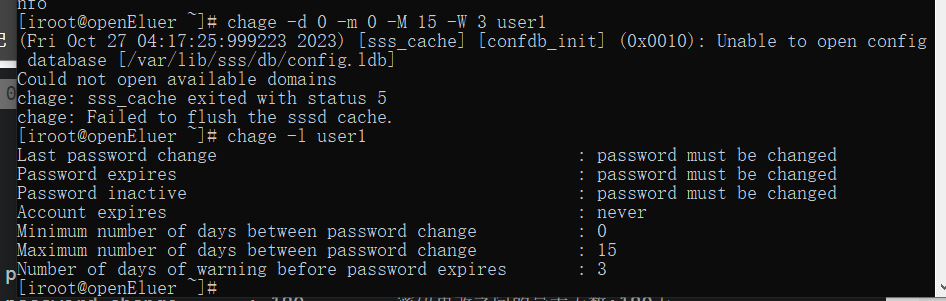 nfo
[iroot@openEluer ~]# chage -d 0 -m 0 -M 15 -W 3 user1
(Fri Oct 27 04:17:25:999223 2023) [sss_cache] [confdb_init] (0x0010): Unable to open config
database [/var/lib/sss/db/config.ldb]
Could not open available domains
chage: sss_cache exited with status 5
chage: Failed to flush the sssd cache.
[iroot@openEluer ~]# chage -l user1
Last password change : password must be changed
Password expires : password must be changed
Password inactive : password must be changed
Account expires : never
Minimum number of days between password change : 0
Maximum number of days between password change : 15
Number of days of warning before password expires : 3
[iroot@openEluer ~]#